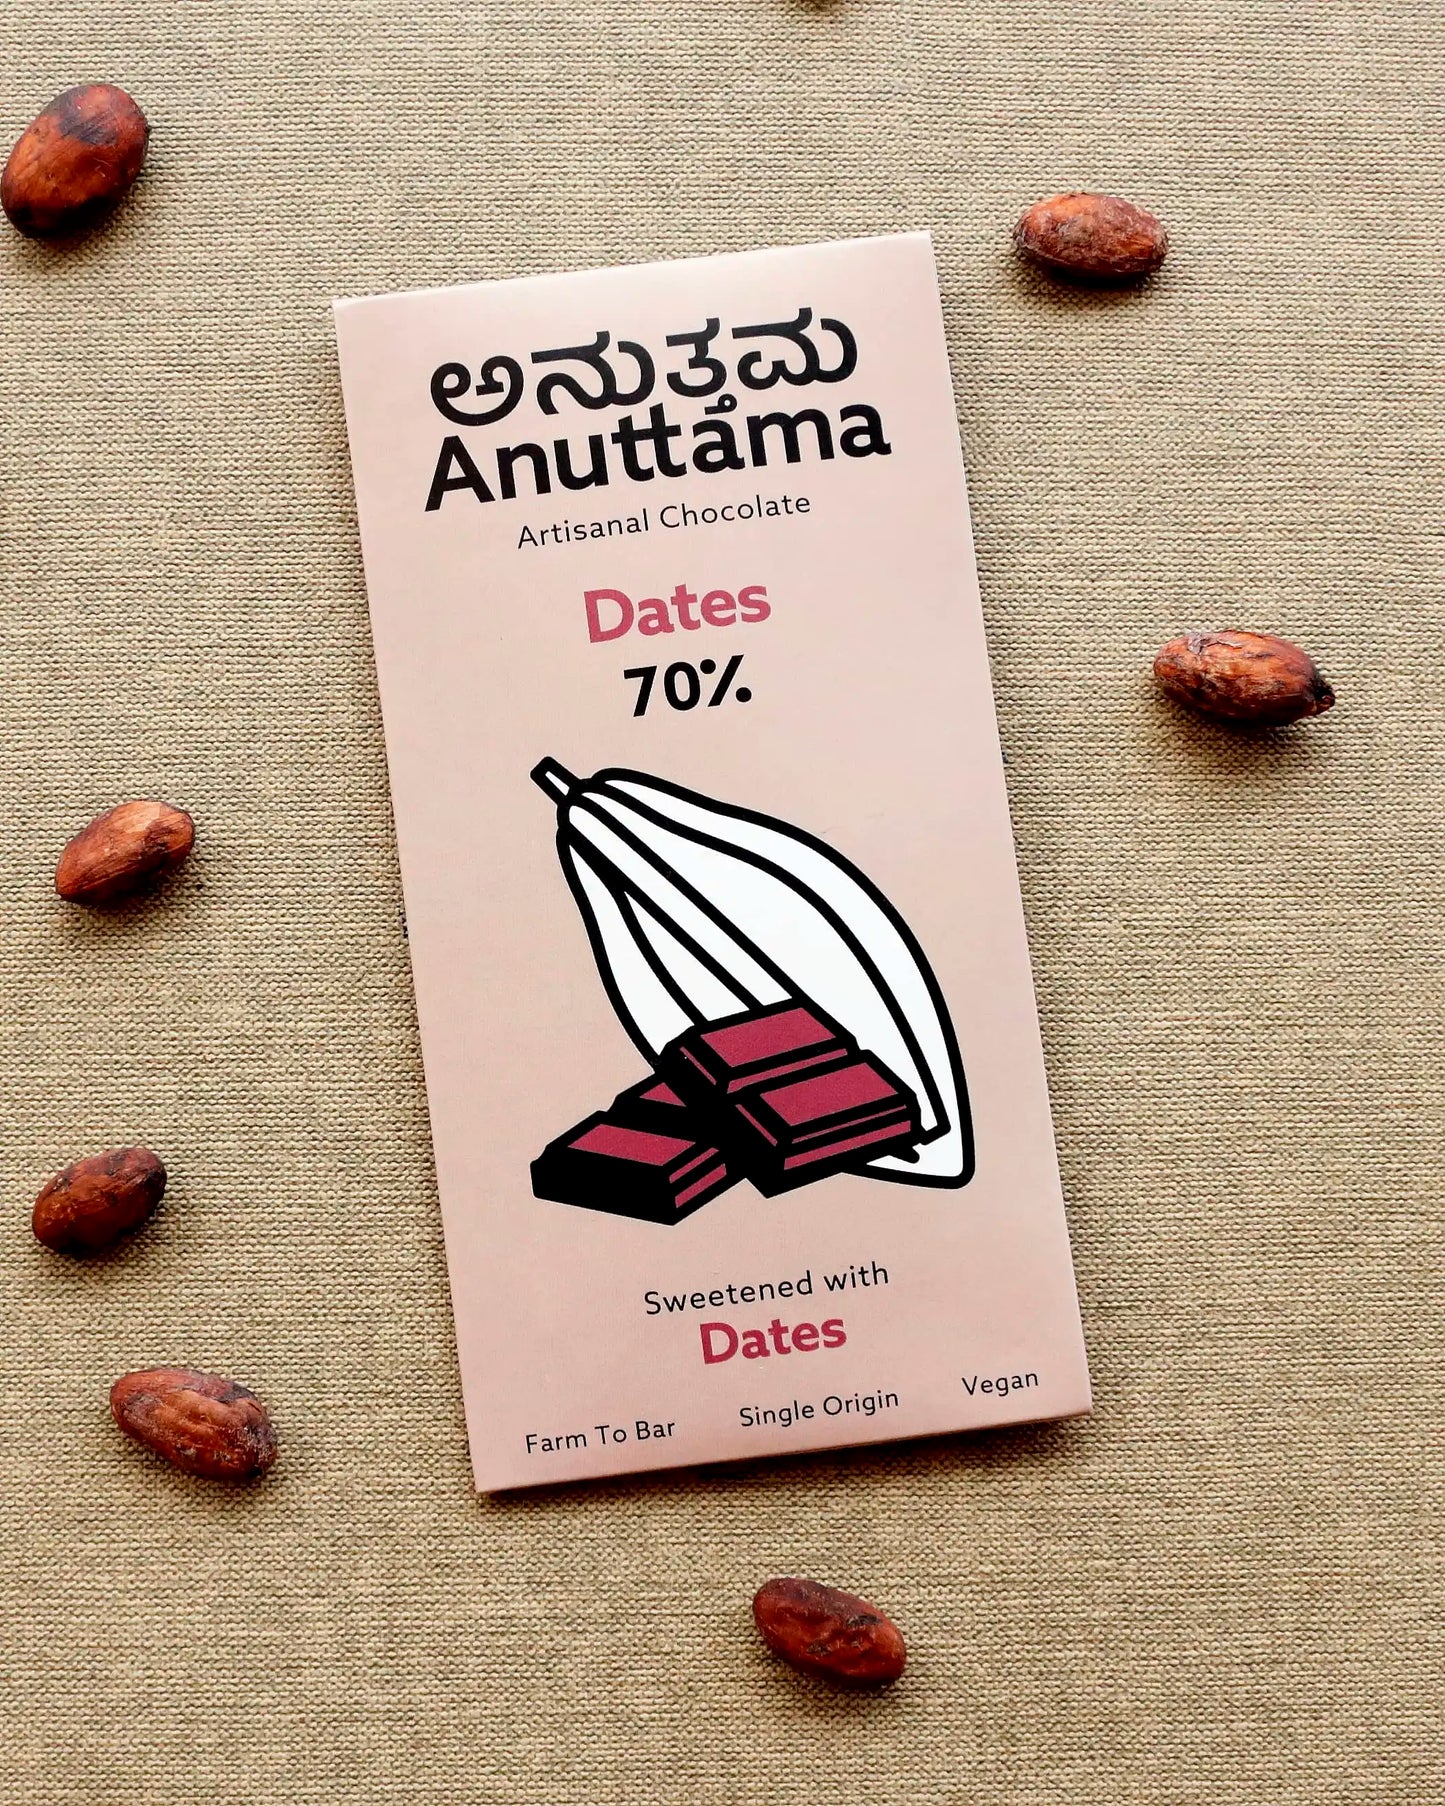 ಅನುತ್ತಮ
Anuttama
Artisanal Chocolate
Dates
70%
Sweetened with
Dates
Farm To Bar Single Origin Vegan